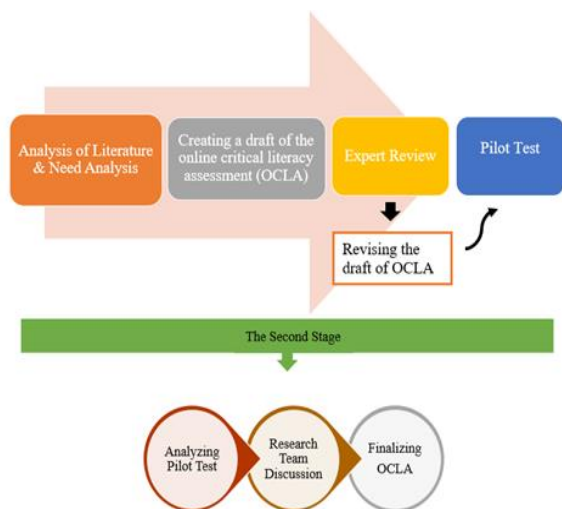 Analysis of Literature
& Need Analysis
Creating a draft of the
online critical literacy
assessment (OCLA)
Expert Review
Pilot Test
Revising the
draft of OCLA
The Second Stage
Analyzing
Pilot Test
Research
Team
Discussion
Finalizing
OCLA